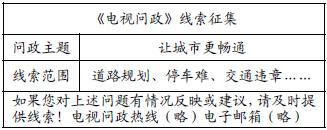 《电视问政》线索征集
问政主题 让城市更畅通
线索范围 道路规划、停车难、交通违章……
如果您对上述问题有情况反映或建议,请及时提
供线索!电视问政热线(略)电子邮箱(略)